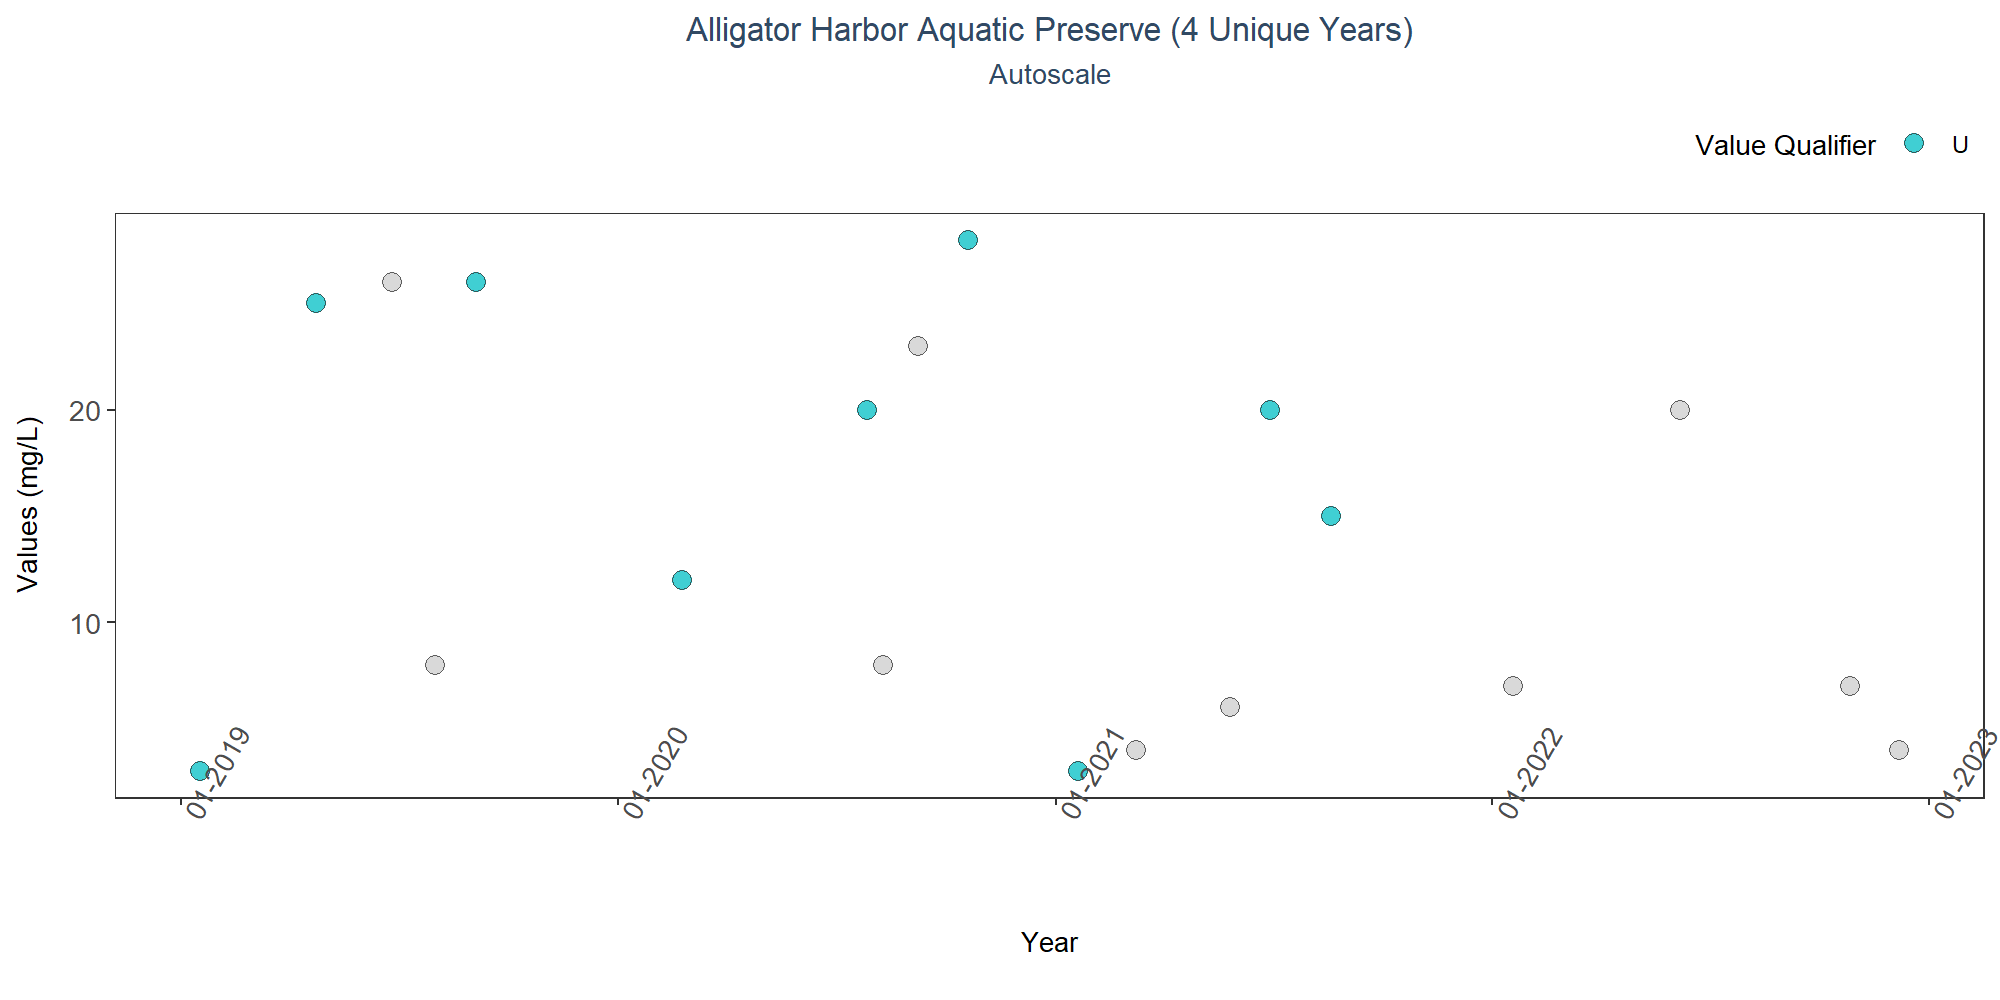 Alligator Harbor Aquatic Preserve (4 Unique Years)
Autoscale
Value Qualifier U
Values (mg/L)
20
10
01-2019
01-2020
01-2021
01-2022
01-2023
Year